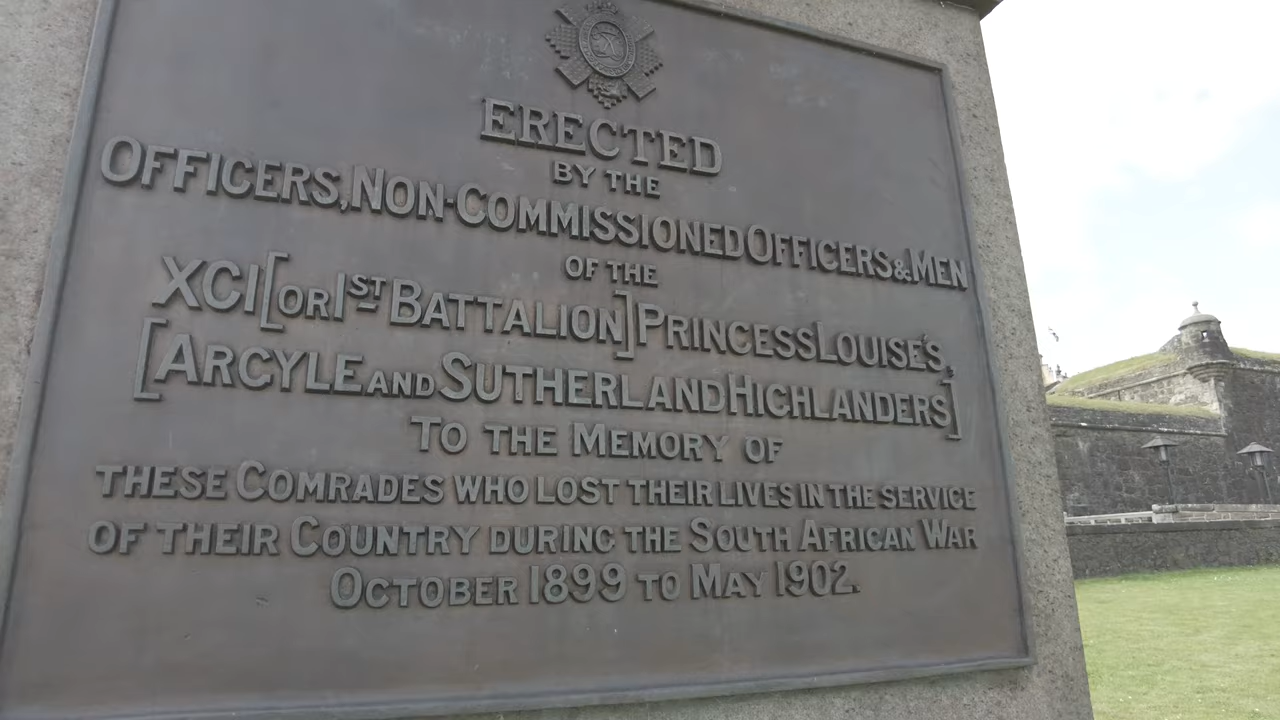 ERECTED
BY THE
OFFICERS, NON-COMMISSIONED OFFICERS & MEN
OF THE
XCI [OR 1ST BATTALION] PRINCESS LOUISE'S,
[ARGYLE AND SUTHERLAND HIGHLANDERS]
TO THE MEMORY OF
THESE COMRADES WHO LOST THEIR LIVES IN THE SERVICE
OF THEIR COUNTRY DURING THE SOUTH AFRICAN WAR
OCTOBER 1899 TO MAY 1902.